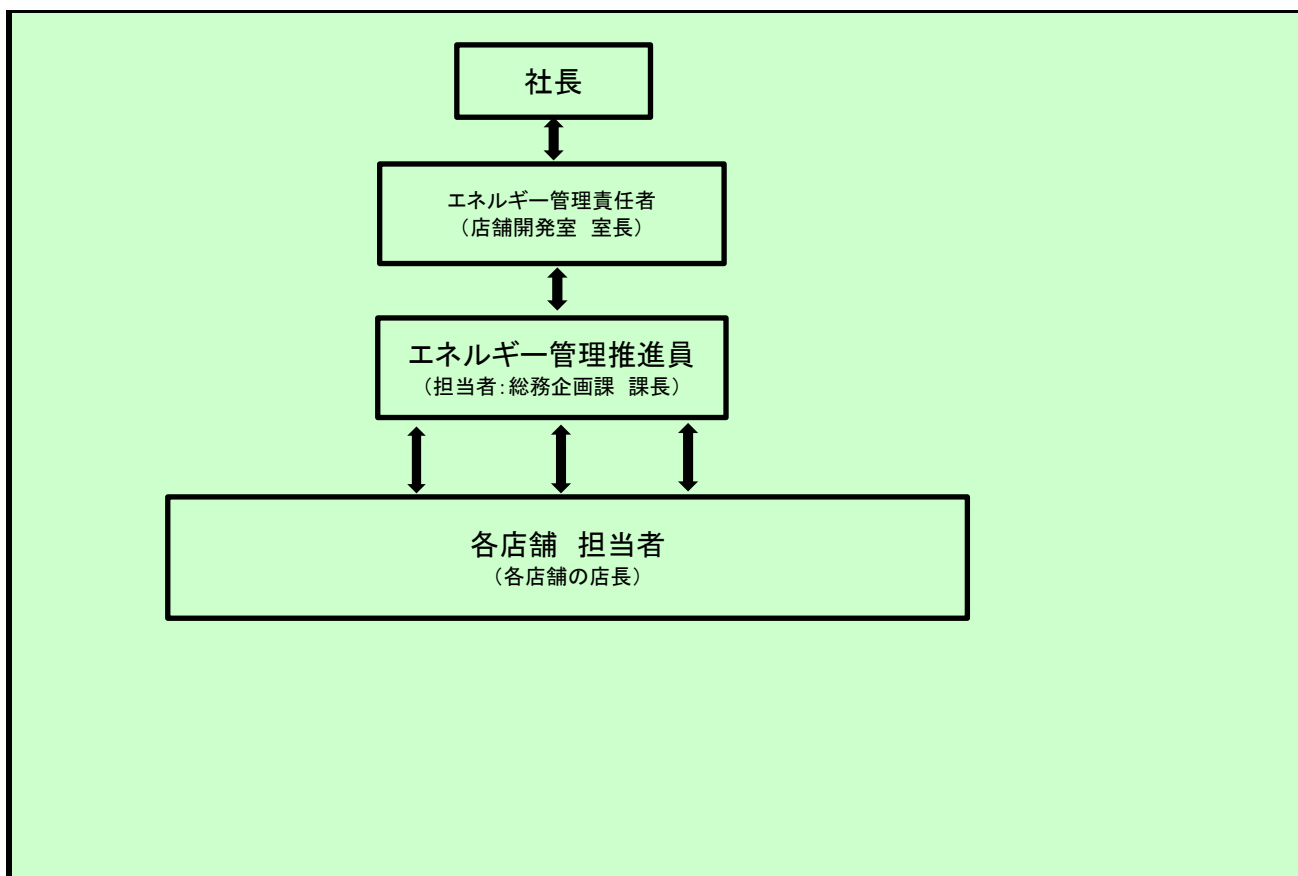 社長
エネルギー管理責任者
（店舗開発室　室長）
エネルギー管理推進員
（担当者：総務企画課　課長）
各店舗　担当者
（各店舗の店長）